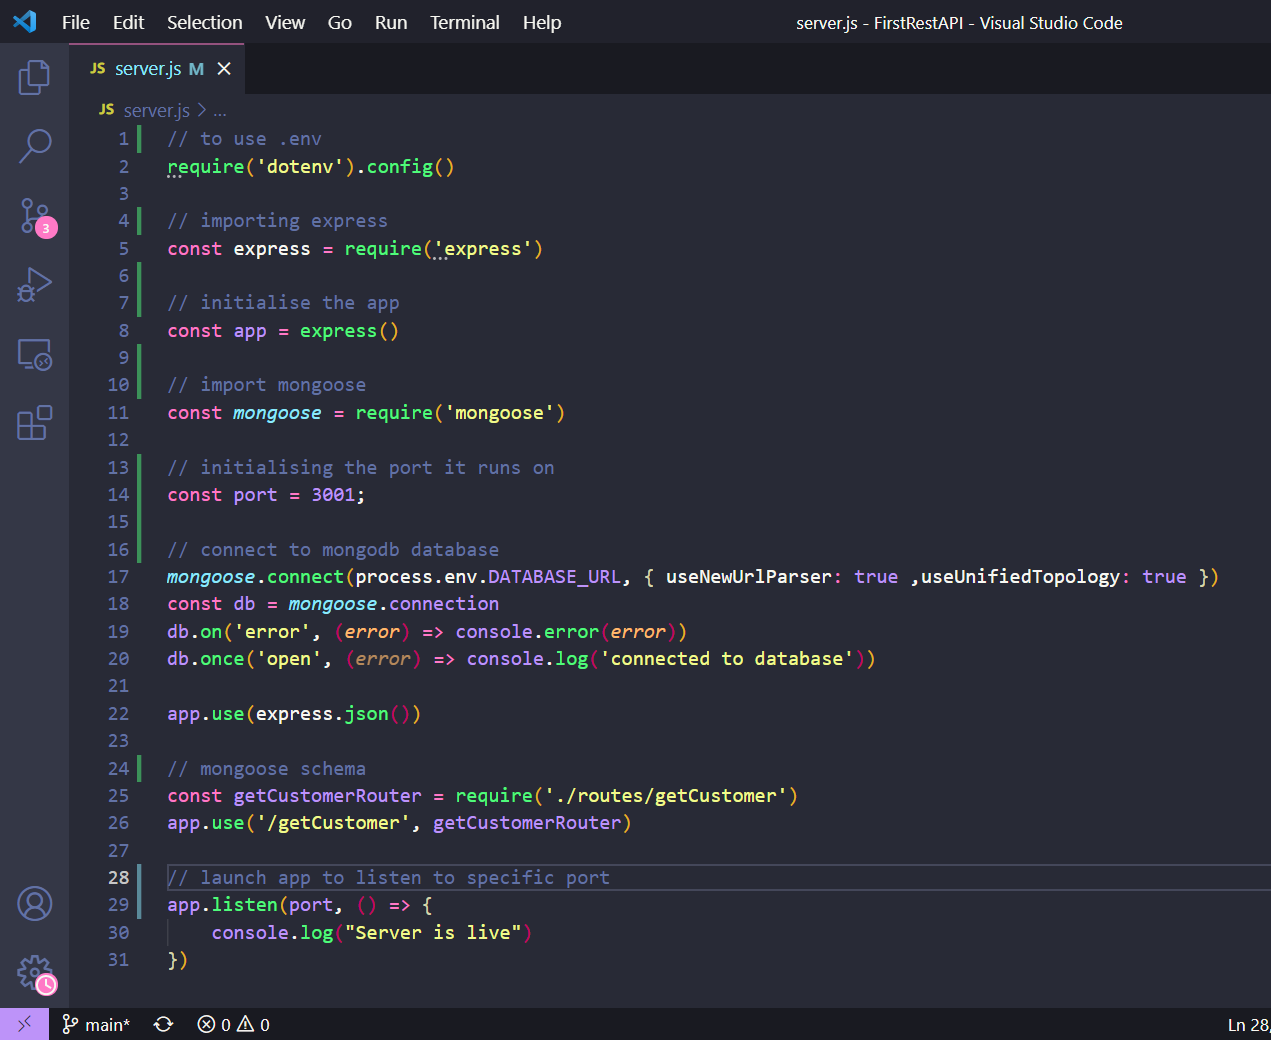 File Edit Selection View Go Run Terminal Help server.js - FirstRestAPI - Visual Studio Code
JS server.js M
JS server.js > ...
1 // to use .env
2 require('dotenv').config()
3
4 // importing express
5 const express = require('express')
6
7 // initialise the app
8 const app = express()
9
10 // import mongoose
11 const mongoose = require('mongoose')
12
13 // initialising the port it runs on
14 const port = 3001;
15
16 // connect to mongodb database
17 mongoose.connect(process.env.DATABASE_URL, { useNewUrlParser: true ,useUnifiedTopology: true })
18 const db = mongoose.connection
19 db.on('error', (error) => console.error(error))
20 db.once('open', (error) => console.log('connected to database'))
21
22 app.use(express.json())
23
24 // mongoose schema
25 const getCustomerRouter = require('./routes/getCustomer')
26 app.use('/getCustomer', getCustomerRouter)
27
28 // launch app to listen to specific port
29 app.listen(port, () => {
30     console.log("Server is live")
31 })
3
main* 0 0 Ln 28,